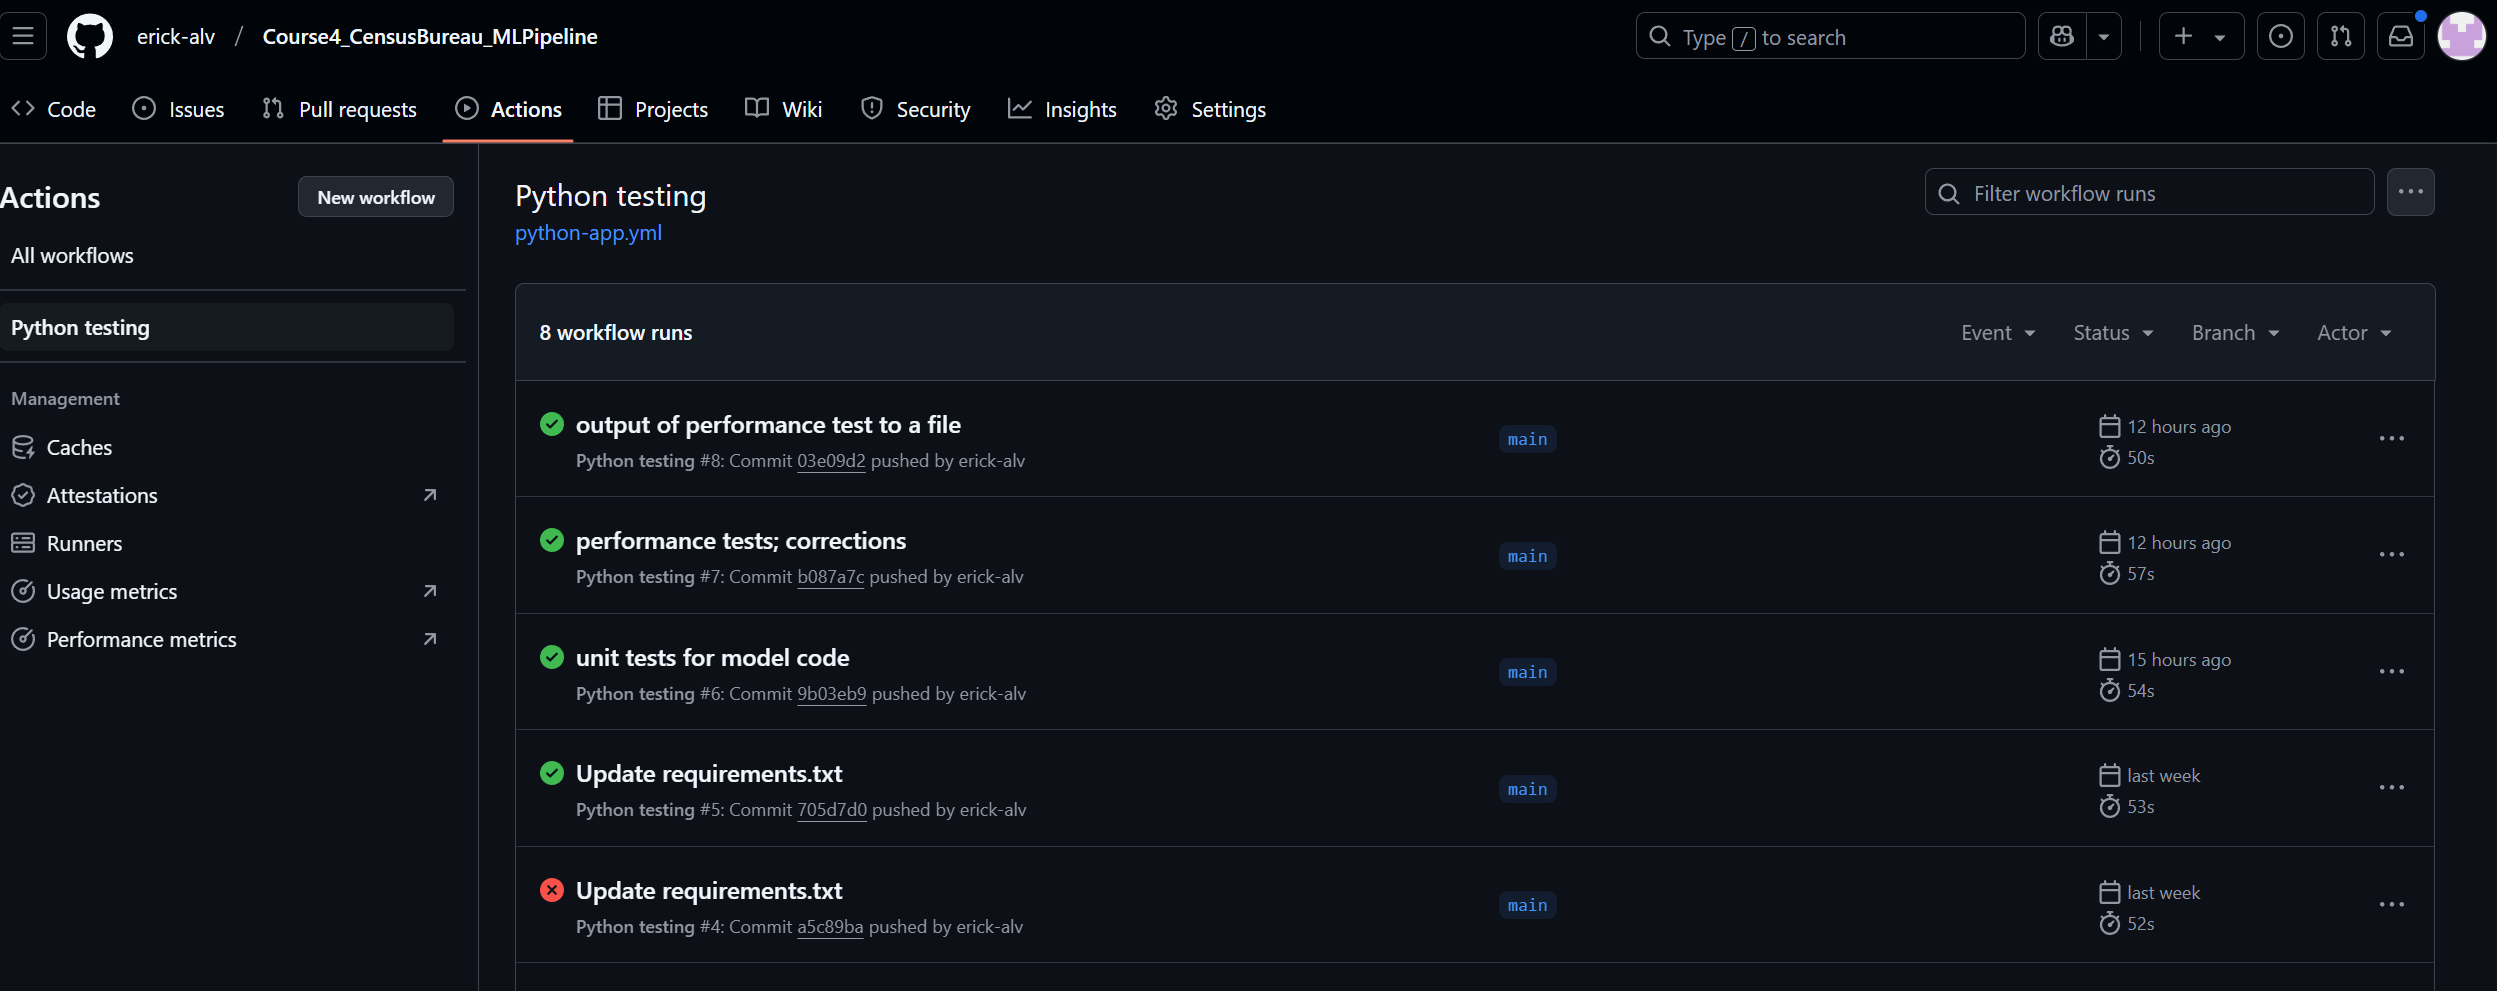 erick-alv / Course4_CensusBureau_MLPipeline
Type / to search
Code Issues Pull requests Actions Projects Wiki Security Insights Settings
Actions
New workflow
All workflows
Python testing
Management
Caches
Attestations
Runners
Usage metrics
Performance metrics
Python testing
python-app.yml
Filter workflow runs
8 workflow runs
Event Status Branch Actor
output of performance test to a file
Python testing #8: Commit 03e09d2 pushed by erick-alv
main
12 hours ago
50s
performance tests; corrections
Python testing #7: Commit b087a7c pushed by erick-alv
main
12 hours ago
57s
unit tests for model code
Python testing #6: Commit 9b03eb9 pushed by erick-alv
main
15 hours ago
54s
Update requirements.txt
Python testing #5: Commit 705d7d0 pushed by erick-alv
main
last week
53s
Update requirements.txt
Python testing #4: Commit a5c89ba pushed by erick-alv
main
last week
52s